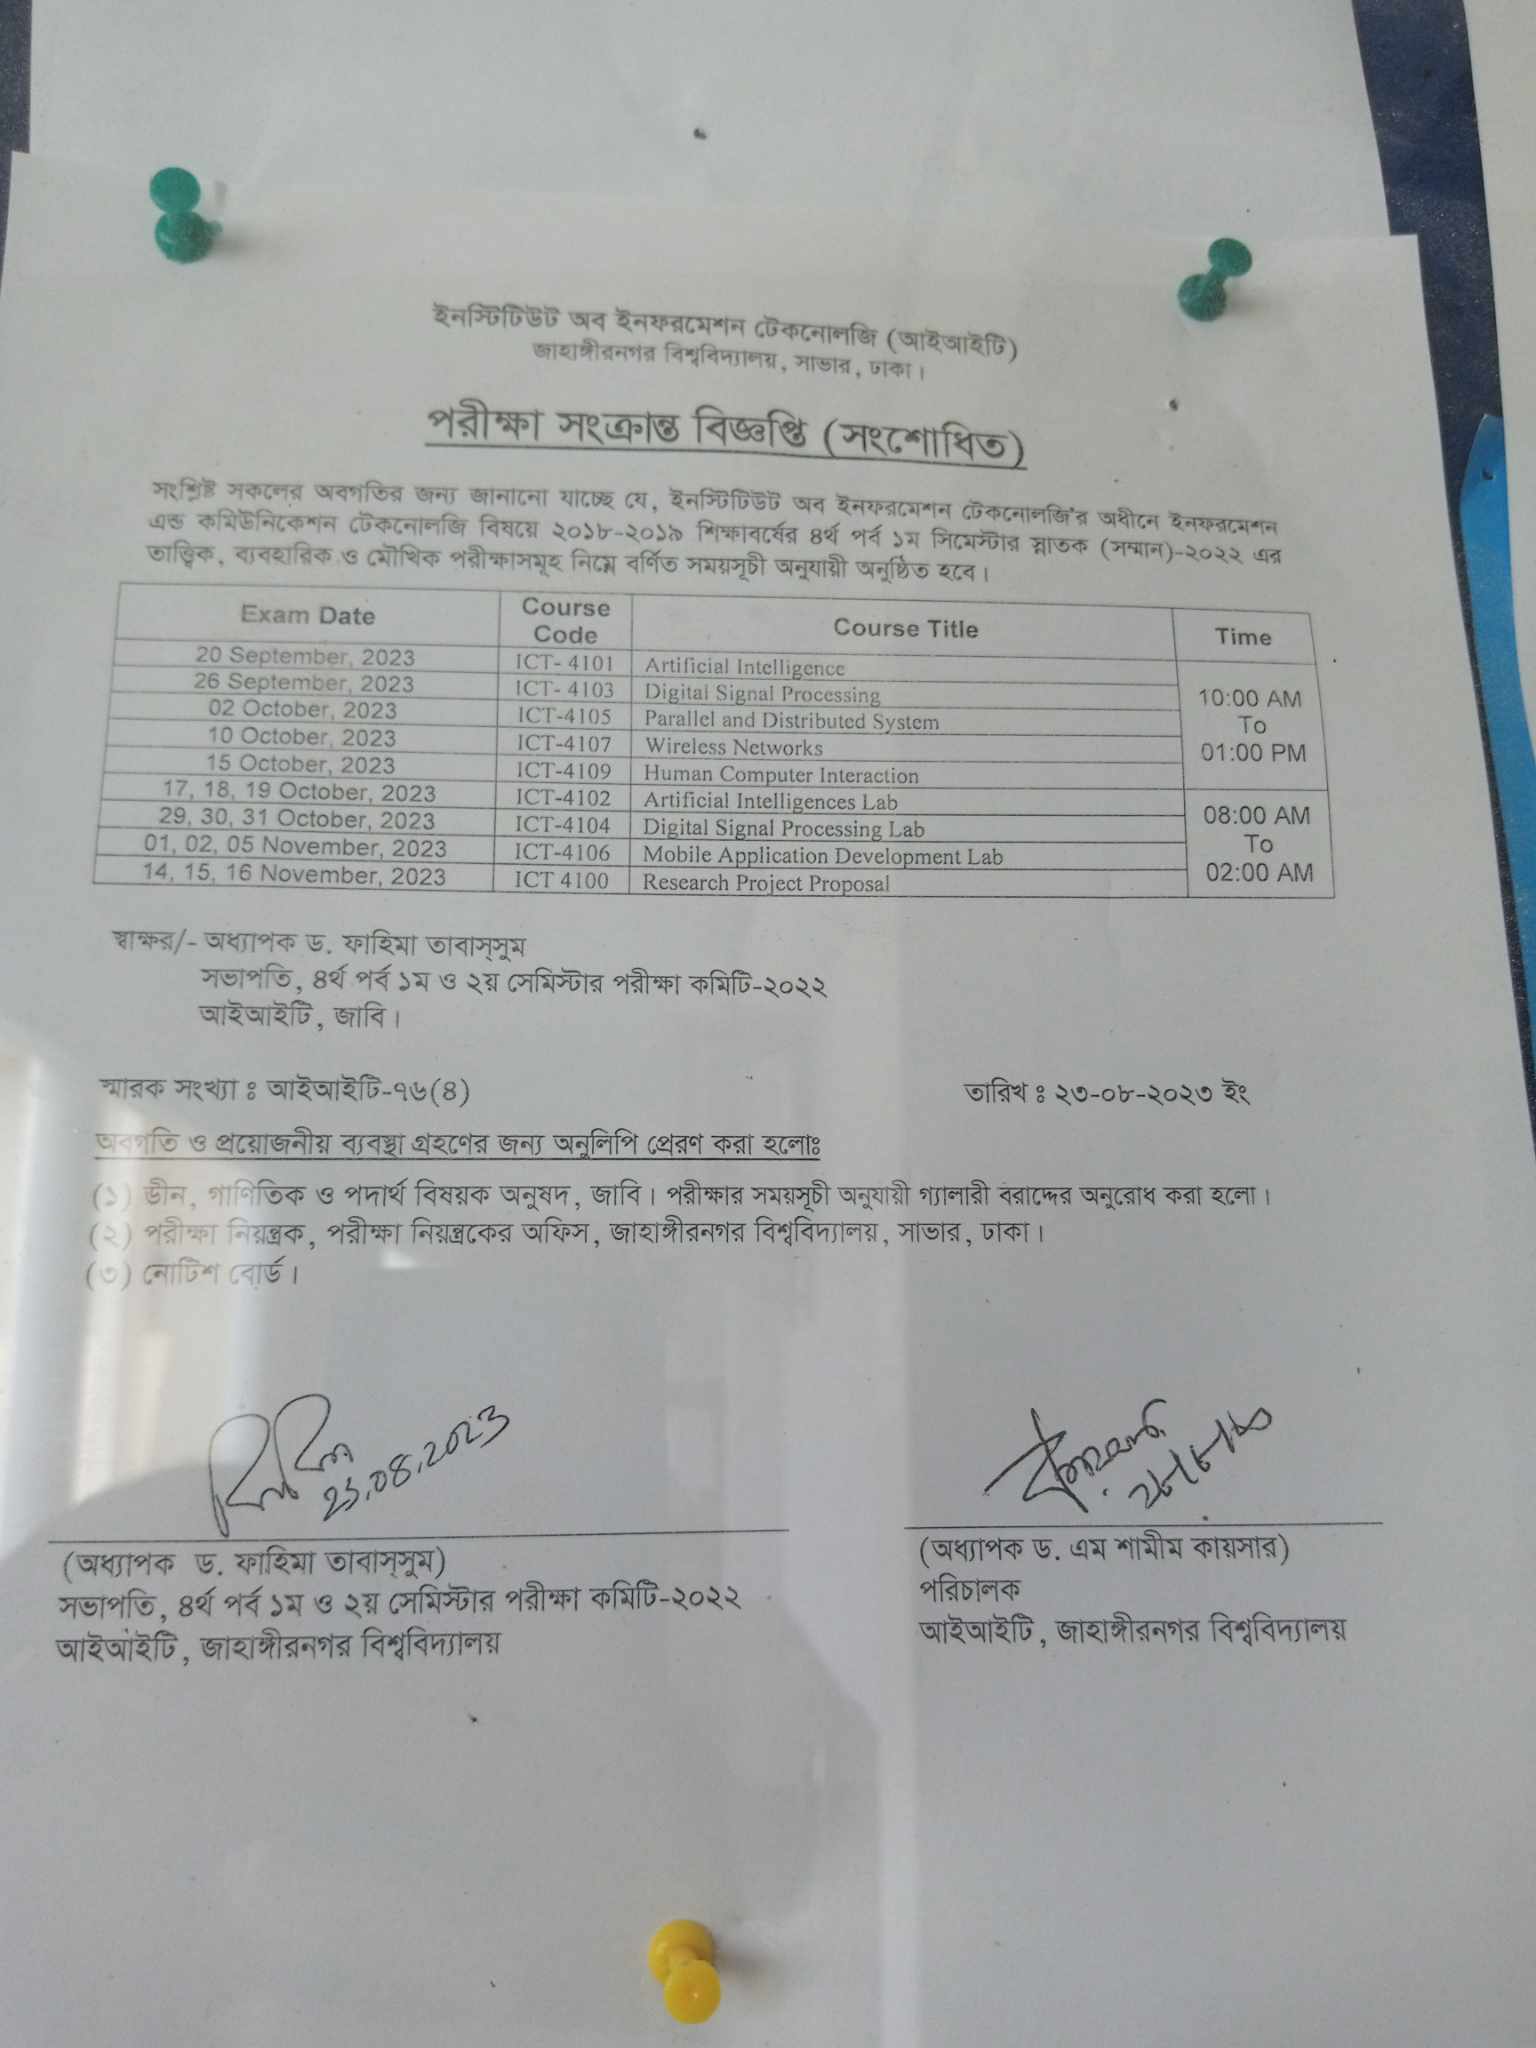 ইনস্টিটিউট অব ইনফরমেশন টেকনোলজি (আইআইটি)
জাহাঙ্গীরনগর বিশ্ববিদ্যালয়, সাভার, ঢাকা।
পরীক্ষা সংক্রান্ত বিজ্ঞপ্তি (সংশোধিত)
সংশ্লিষ্ট সকলের অবগতির জন্য জানানো যাচ্ছে যে, ইনস্টিটিউট অব ইনফরমেশন টেকনোলজি'র অধীনে ইনফরমেশন
এন্ড কমিউনিকেশন টেকনোলজি বিষয়ে ২০১৮-২০১৯ শিক্ষাবর্ষের ৪র্থ পর্ব ১ম সিমেস্টার স্নাতক (সম্মান)-২০২২ এর
তাত্ত্বিক, ব্যবহারিক ও মৌখিক পরীক্ষাসমূহ নিম্নে বর্ণিত সময়সূচী অনুযায়ী অনুষ্ঠিত হবে।
Exam Date Course Code Course Title Time
20 September, 2023 ICT- 4101 Artificial Intelligence
26 September, 2023 ICT- 4103 Digital Signal Processing
02 October, 2023 ICT-4105 Parallel and Distributed System
10 October, 2023 ICT-4107 Wireless Networks
15 October, 2023 ICT-4109 Human Computer Interaction
10:00 AM
To
01:00 PM
17, 18, 19 October, 2023 ICT-4102 Artificial Intelligences Lab
29, 30, 31 October, 2023 ICT-4104 Digital Signal Processing Lab
01, 02, 05 November, 2023 ICT-4106 Mobile Application Development Lab
14, 15, 16 November, 2023 ICT 4100 Research Project Proposal
08:00 AM
To
02:00 AM
স্বাক্ষর/- অধ্যাপক ড. ফাহিমা তাবাস্‌সুম
সভাপতি, ৪র্থ পর্ব ১ম ও ২য় সেমিস্টার পরীক্ষা কমিটি-২০২২
আইআইটি, জাবি।
স্মারক সংখ্যা ঃ আইআইটি-৭৬(৪)
তারিখ ঃ ২৩-০৮-২০২৩ ইং
অবগতি ও প্রয়োজনীয় ব্যবস্থা গ্রহণের জন্য অনুলিপি প্রেরণ করা হলোঃ
(১) ডীন, গাণিতিক ও পদার্থ বিষয়ক অনুষদ, জাবি। পরীক্ষার সময়সূচী অনুযায়ী গ্যালারী বরাদ্দের অনুরোধ করা হলো।
(২) পরীক্ষা নিয়ন্ত্রক, পরীক্ষা নিয়ন্ত্রকের অফিস, জাহাঙ্গীরনগর বিশ্ববিদ্যালয়, সাভার, ঢাকা।
(৩) নোটিশ বোর্ড।
23.08.2023
(অধ্যাপক ড. ফাহিমা তাবাস্‌সুম)
সভাপতি, ৪র্থ পর্ব ১ম ও ২য় সেমিস্টার পরীক্ষা কমিটি-২০২২
আইআইটি, জাহাঙ্গীরনগর বিশ্ববিদ্যালয়
(অধ্যাপক ড. এম শামীম কায়সার)
পরিচালক
আইআইটি, জাহাঙ্গীরনগর বিশ্ববিদ্যালয়